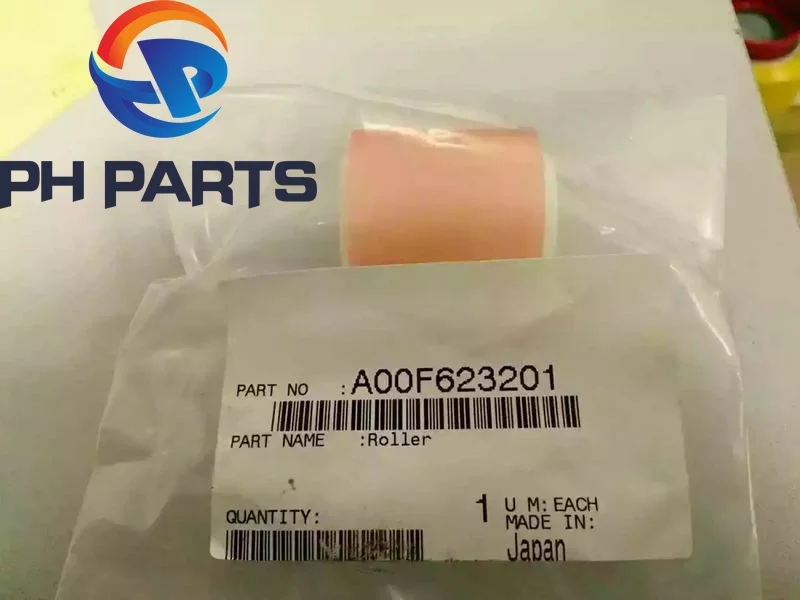 PH PARTS
PART NO :A00F623201
PART NAME :Roller
QUANTITY: 1 U M:EACH
MADE IN:
Japan